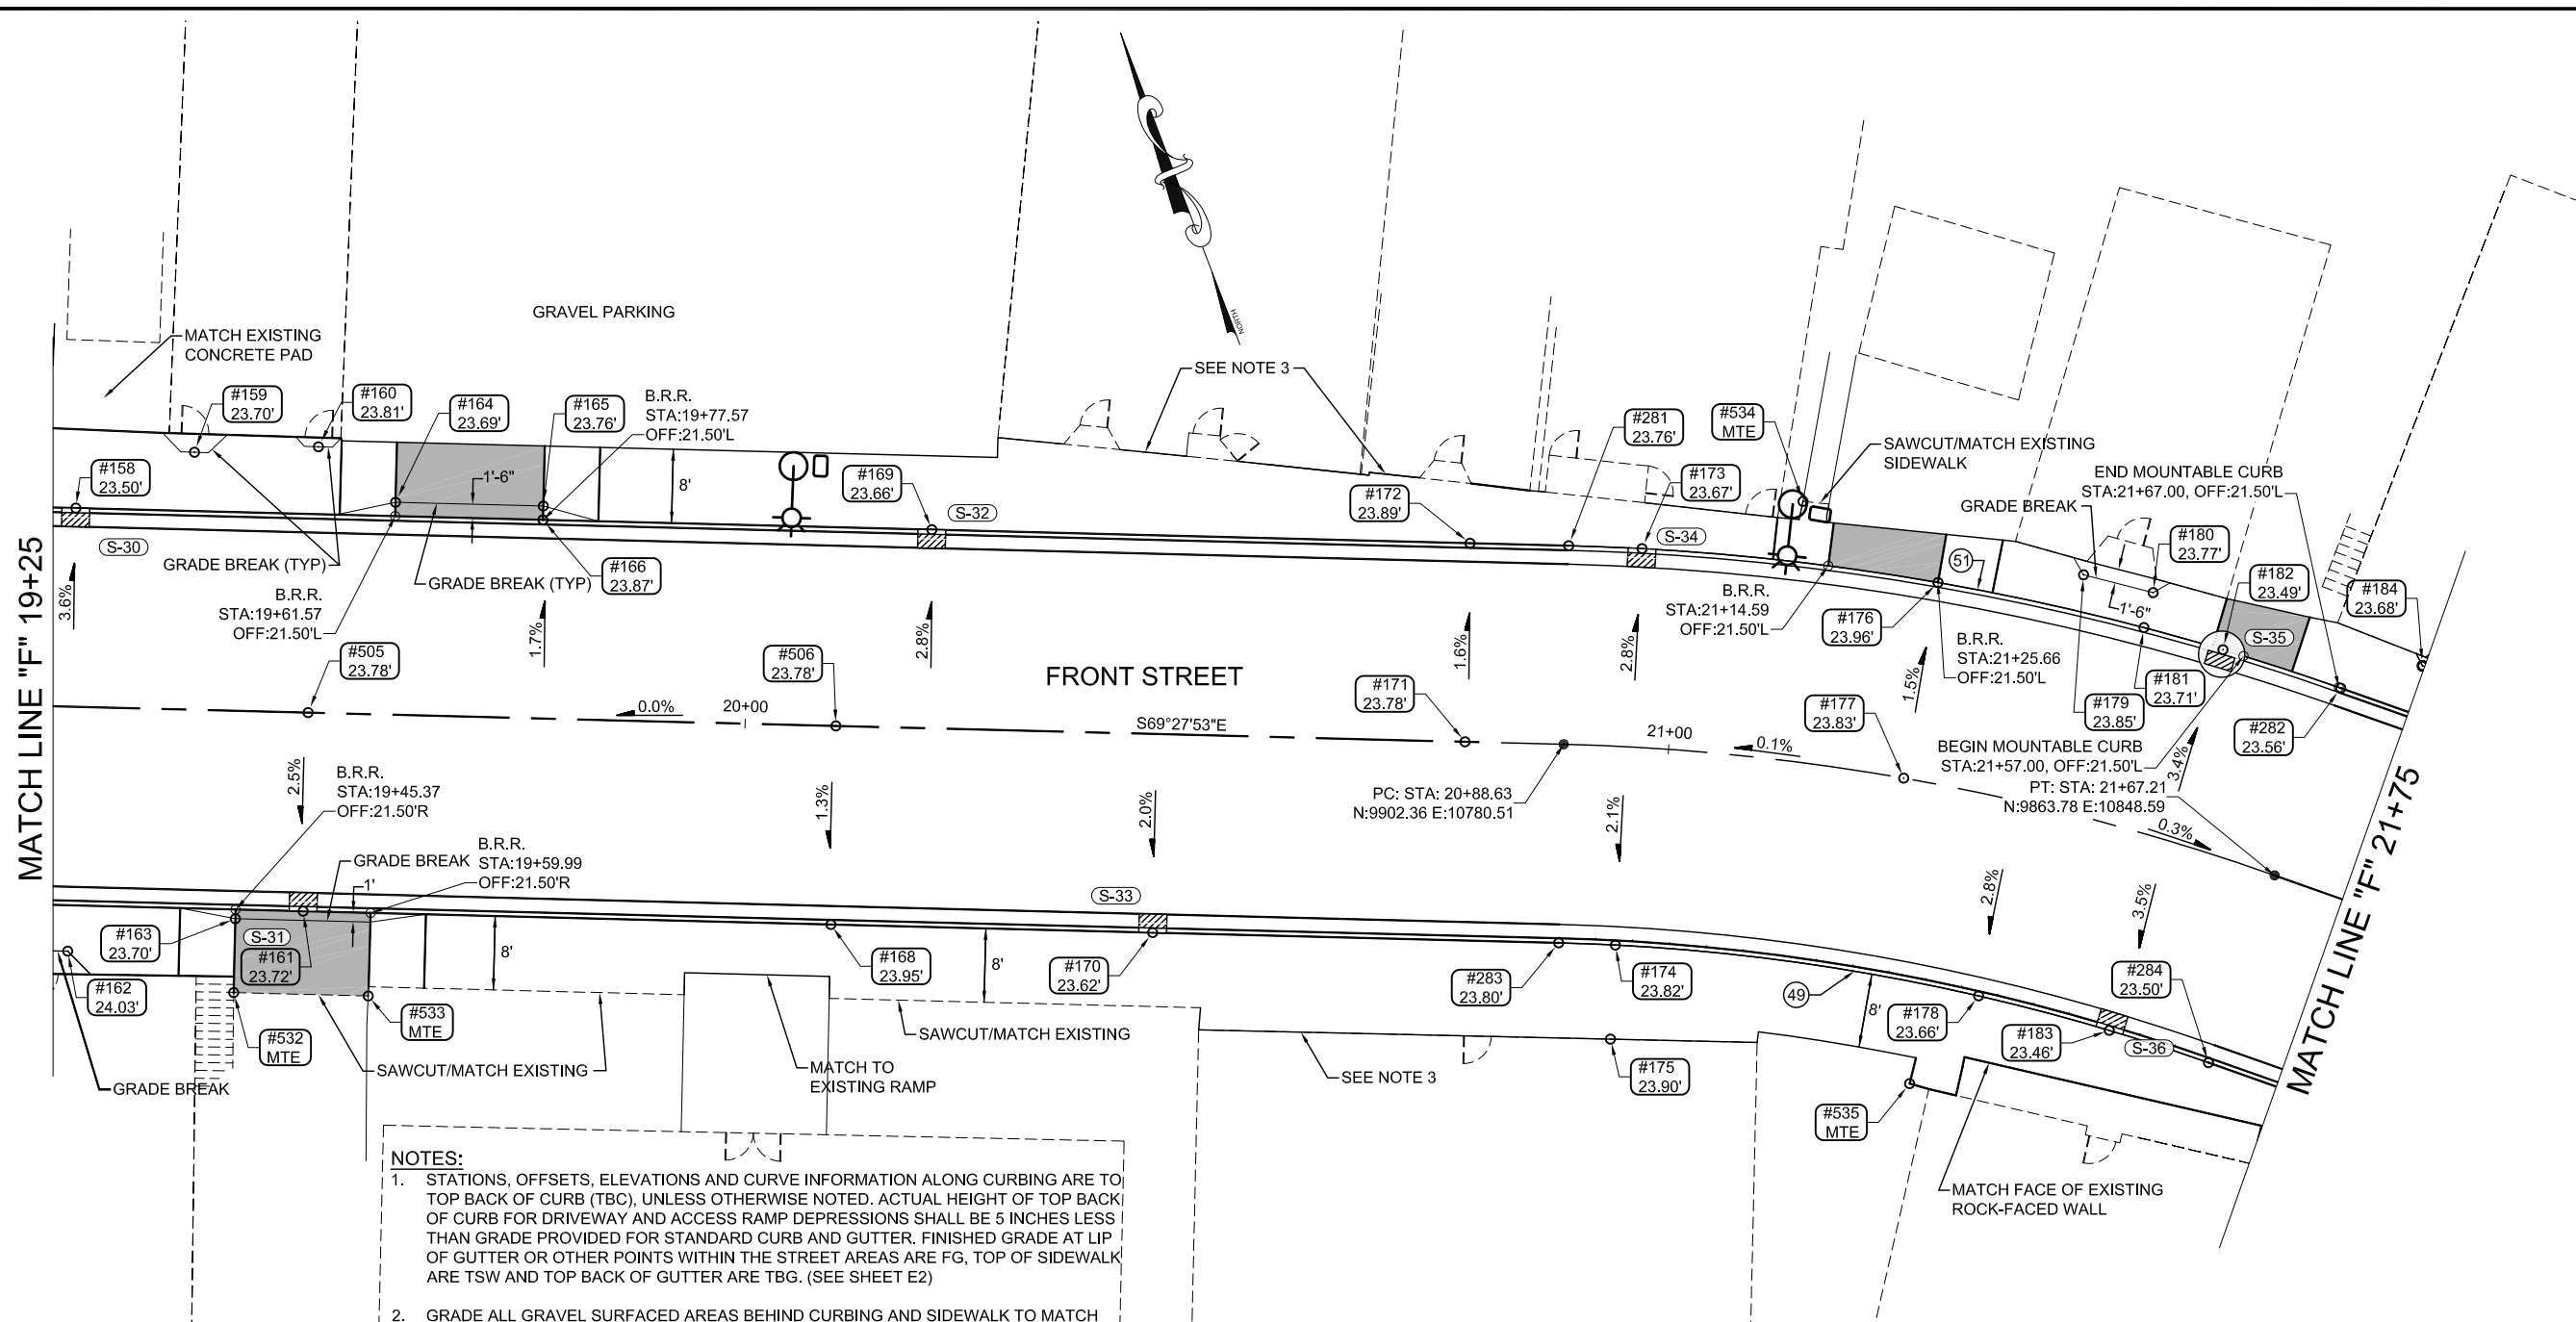 MATCH LINE "F" 19+25
MATCH EXISTING
CONCRETE PAD
GRAVEL PARKING
#159
23.70'
#160
23.81'
#164
23.69'
#165
23.76'
B.R.R.
STA:19+77.57
OFF:21.50'L
#158
23.50'
1'-6"
8'
#169
23.66'
S-32
S-30
GRADE BREAK (TYP)
GRADE BREAK (TYP)
#166
23.87'
B.R.R.
STA:19+61.57
OFF:21.50'L
3.6%
1.7%
2.8%
NORTH
SEE NOTE 3
#172
23.89'
#281
23.76'
#173
23.67'
#534
MTE
S-34
SAWCUT/MATCH EXISTING
SIDEWALK
END MOUNTABLE CURB
STA:21+67.00, OFF:21.50'L
GRADE BREAK
#180
23.77'
51
#182
23.49'
#184
23.68'
1'-6"
S-35
B.R.R.
STA:21+14.59
OFF:21.50'L
#176
23.96'
B.R.R.
STA:21+25.66
OFF:21.50'L
#181
23.71'
#179
23.85'
#282
23.56'
1.6%
2.8%
1.5%
3.4%
#505
23.78'
#506
23.78'
FRONT STREET
#171
23.78'
#177
23.83'
0.0%
20+00
S69°27'53"E
21+00
0.1%
BEGIN MOUNTABLE CURB
STA:21+57.00, OFF:21.50'L
PT: STA: 21+67.21
N:9863.78 E:10848.59
0.3%
PC: STA: 20+88.63
N:9902.36 E:10780.51
MATCH LINE "F" 21+75
2.5%
B.R.R.
STA:19+45.37
OFF:21.50'R
B.R.R.
STA:19+59.99
OFF:21.50'R
GRADE BREAK
1'
1.3%
2.0%
2.1%
2.8%
3.5%
S-33
#163
23.70'
S-31
#161
23.72'
8'
#168
23.95'
8'
#170
23.62'
#283
23.80'
#174
23.82'
49
8'
#178
23.66'
#284
23.50'
#183
23.46'
S-36
#162
24.03'
#532
MTE
#533
MTE
SAWCUT/MATCH EXISTING
GRADE BREAK
SAWCUT/MATCH EXISTING
MATCH TO
EXISTING RAMP
SEE NOTE 3
#175
23.90'
#535
MTE
MATCH FACE OF EXISTING
ROCK-FACED WALL
NOTES:
1. STATIONS, OFFSETS, ELEVATIONS AND CURVE INFORMATION ALONG CURBING ARE TO
TOP BACK OF CURB (TBC), UNLESS OTHERWISE NOTED. ACTUAL HEIGHT OF TOP BACK
OF CURB FOR DRIVEWAY AND ACCESS RAMP DEPRESSIONS SHALL BE 5 INCHES LESS
THAN GRADE PROVIDED FOR STANDARD CURB AND GUTTER. FINISHED GRADE AT LIP
OF GUTTER OR OTHER POINTS WITHIN THE STREET AREAS ARE FG, TOP OF SIDEWALK
ARE TSW AND TOP BACK OF GUTTER ARE TBG. (SEE SHEET E2)
2. GRADE ALL GRAVEL SURFACED AREAS BEHIND CURBING AND SIDEWALK TO MATCH